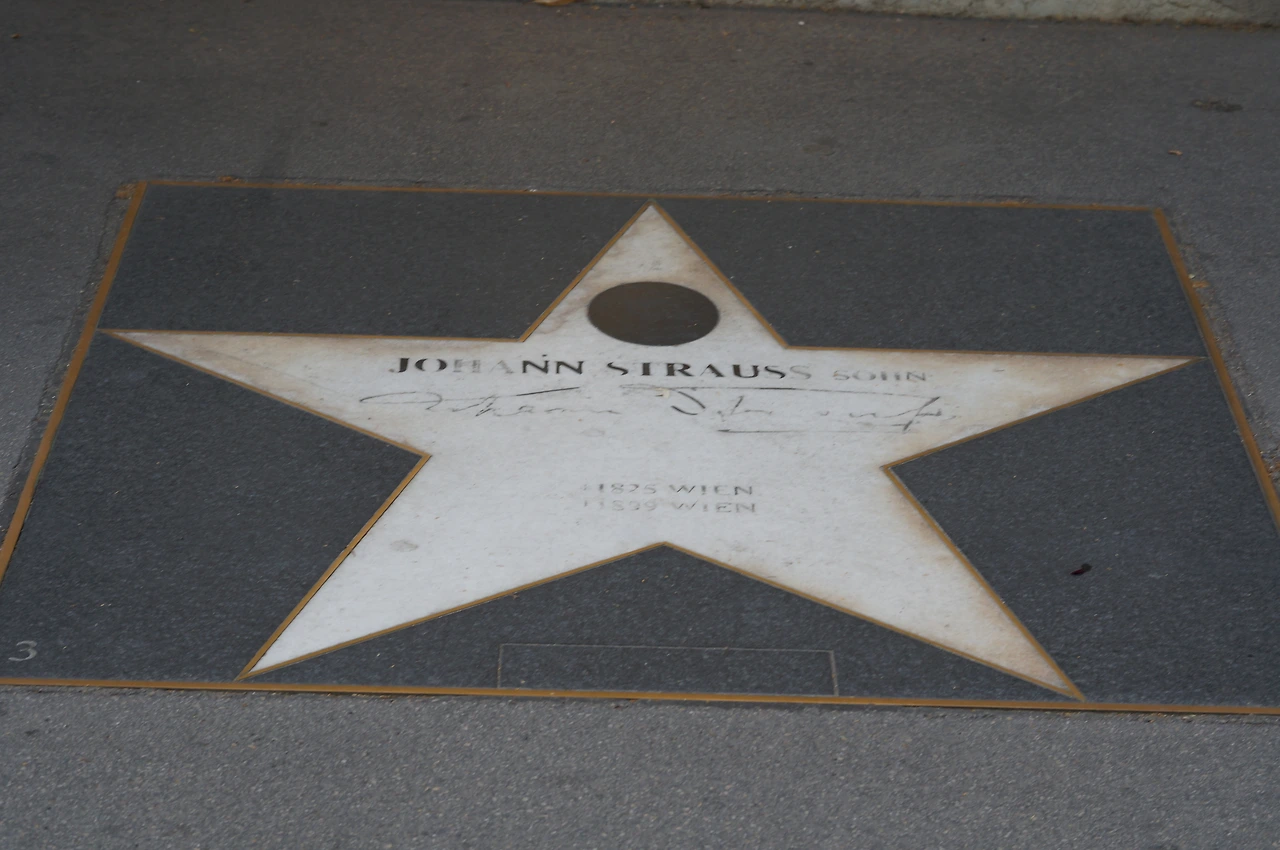 JOHANN STRAUSS SOHN
1825 WIEN
1899 WIEN
3